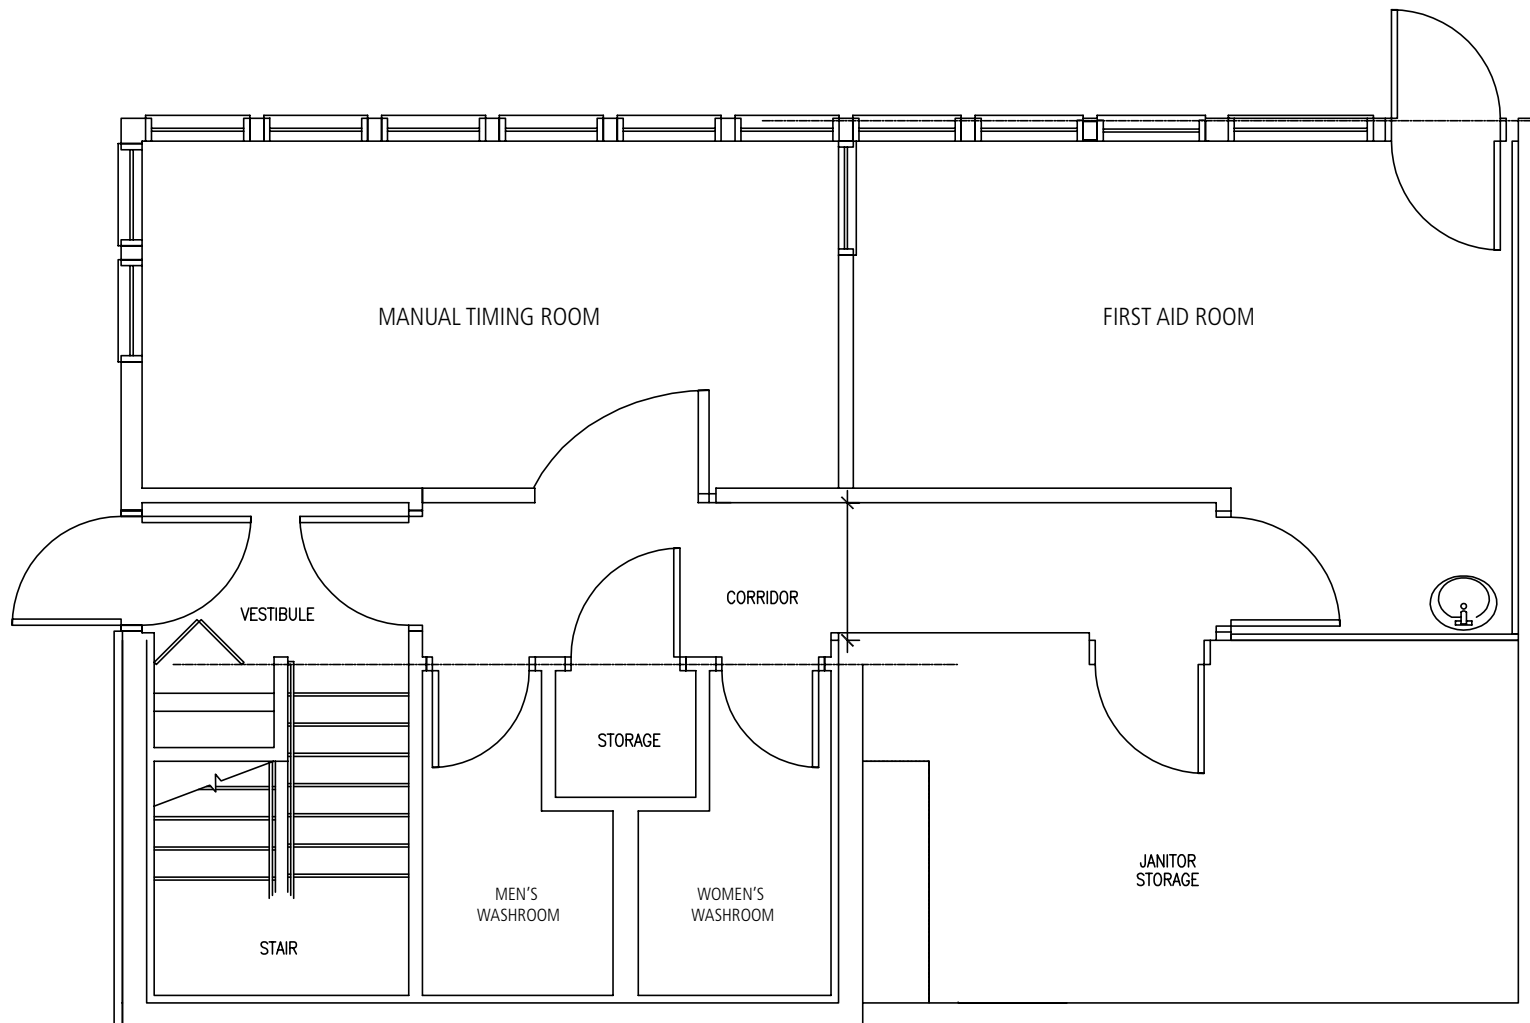 MANUAL TIMING ROOM
FIRST AID ROOM
CORRIDOR
VESTIBULE
STORAGE
JANITOR
STORAGE
MEN'S
WASHROOM
WOMEN'S
WASHROOM
STAIR